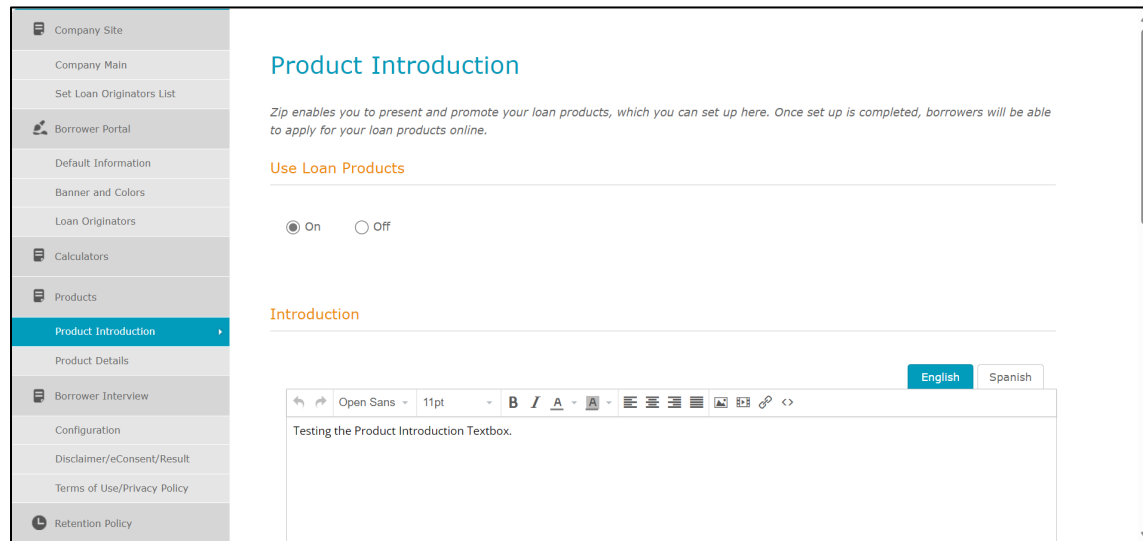 Company Site
Company Main
Set Loan Originators List
Borrower Portal
Default Information
Banner and Colors
Loan Originators
Calculators
Products
Product Introduction
Product Details
Borrower Interview
Configuration
Disclaimer/eConsent/Result
Terms of Use/Privacy Policy
Retention Policy
Product Introduction
Zip enables you to present and promote your loan products, which you can set up here. Once set up is completed, borrowers will be able
to apply for your loan products online.
Use Loan Products
On Off
Introduction
English Spanish
Open Sans 11pt B I A A
Testing the Product Introduction Textbox.